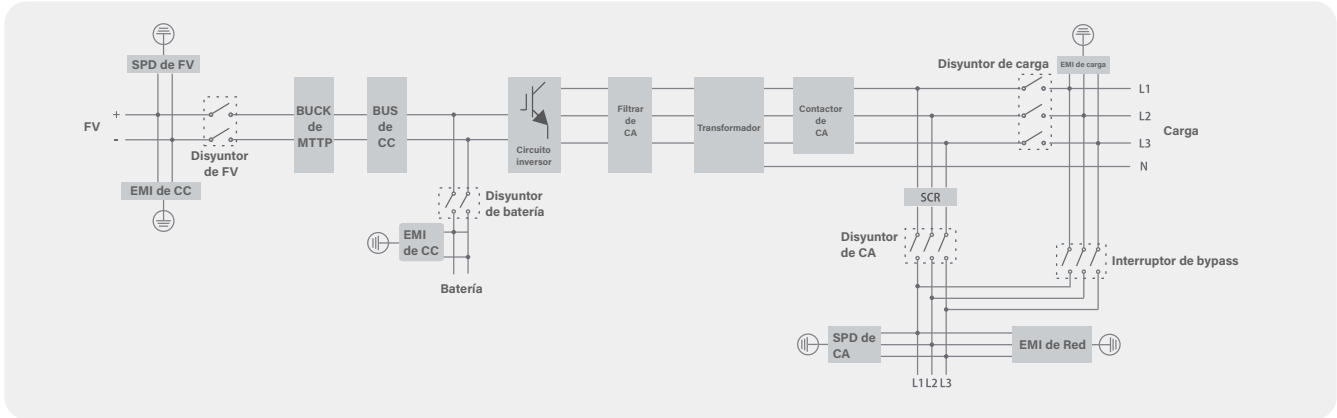 SPD de FV
FV
+
-
Disyuntor
de FV
EMI de CC
BUCK
de
MTTP
BUS
de
CC
Disyuntor
de batería
EMI
de CC
Batería
Circuito
inversor
Filtrar
de
CA
Transformador
Contactor
de
CA
Disyuntor de carga
EMI de carga
L1
L2
Carga
L3
N
SCR
Disyuntor
de CA
Interruptor de bypass
SPD de
CA
EMI de Red
L1 L2 L3